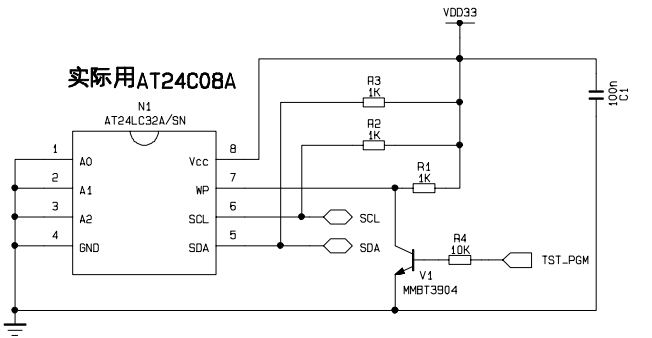 VDD33
实际用AT24C08A
N1
AT24LC32A/SN
R3
1K
100n
C1
R2
1K
1 A0 Vcc 8
R1
1K
2 A1 WP 7
3 A2 SCL 6
SCL
4 GND SDA 5
SDA
R4
10K
TST_PGM
V1
MMBT3904